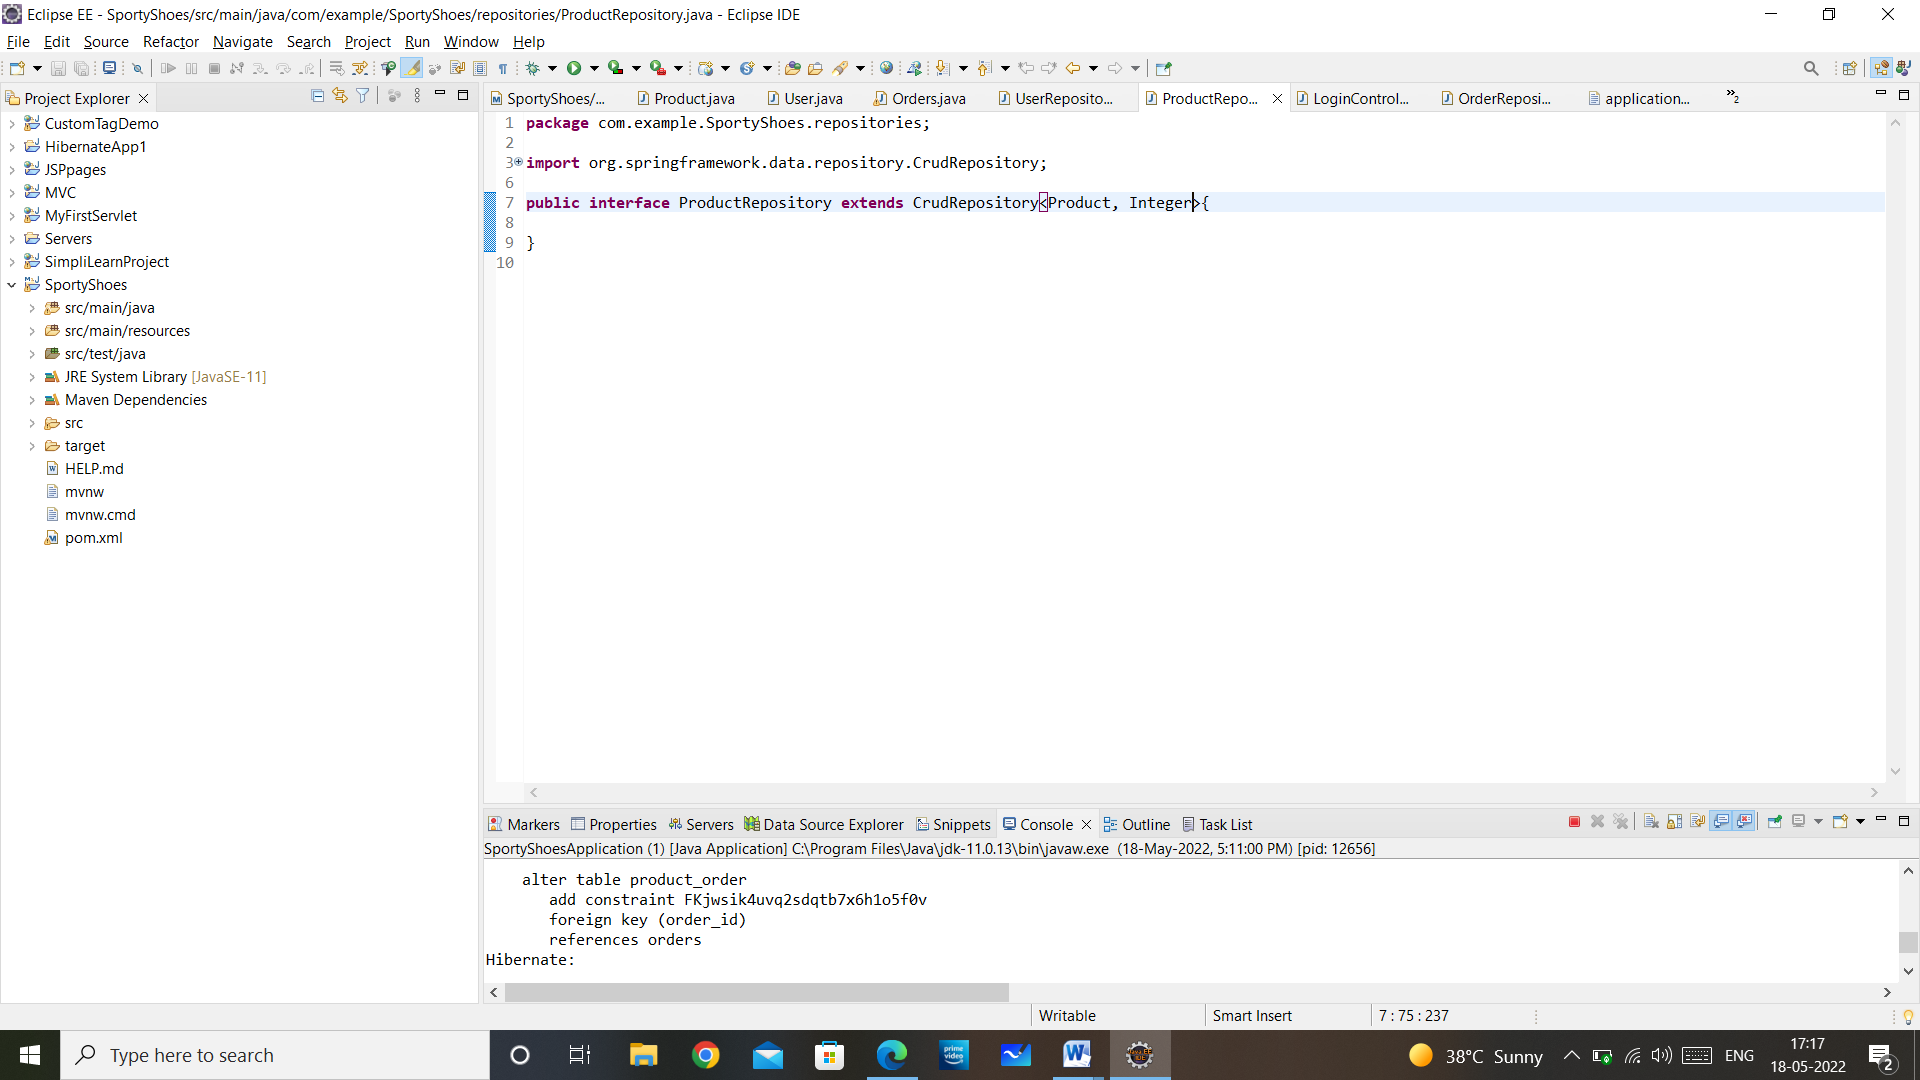 Eclipse EE - SportyShoes/src/main/java/com/example/SportyShoes/repositories/ProductRepository.java - Eclipse IDE
File Edit Source Refactor Navigate Search Project Run Window Help
Project Explorer
CustomTagDemo
HibernateApp1
JSPpages
MVC
MyFirstServlet
Servers
SimpliLearnProject
SportyShoes
src/main/java
src/main/resources
src/test/java
JRE System Library [JavaSE-11]
Maven Dependencies
src
target
HELP.md
mvnw
mvnw.cmd
pom.xml
SportyShoes/... Product.java User.java Orders.java UserReposito... ProductRepo... LoginControl... OrderReposi... application... »2
1 package com.example.SportyShoes.repositories;
2
3 import org.springframework.data.repository.CrudRepository;
6
7 public interface ProductRepository extends CrudRepository<Product, Integer>{
8
9 }
10
Markers Properties Servers Data Source Explorer Snippets Console Outline Task List
SportyShoesApplication (1) [Java Application] C:\Program Files\Java\jdk-11.0.13\bin\javaw.exe (18-May-2022, 5:11:00 PM) [pid: 12656]
alter table product_order
add constraint FKjwsik4uvq2sdqtb7x6h1o5f0v
foreign key (order_id)
references orders
Hibernate:
Writable Smart Insert 7 : 75 : 237
Type here to search
prime video
38°C Sunny
ENG
17:17
18-05-2022
2